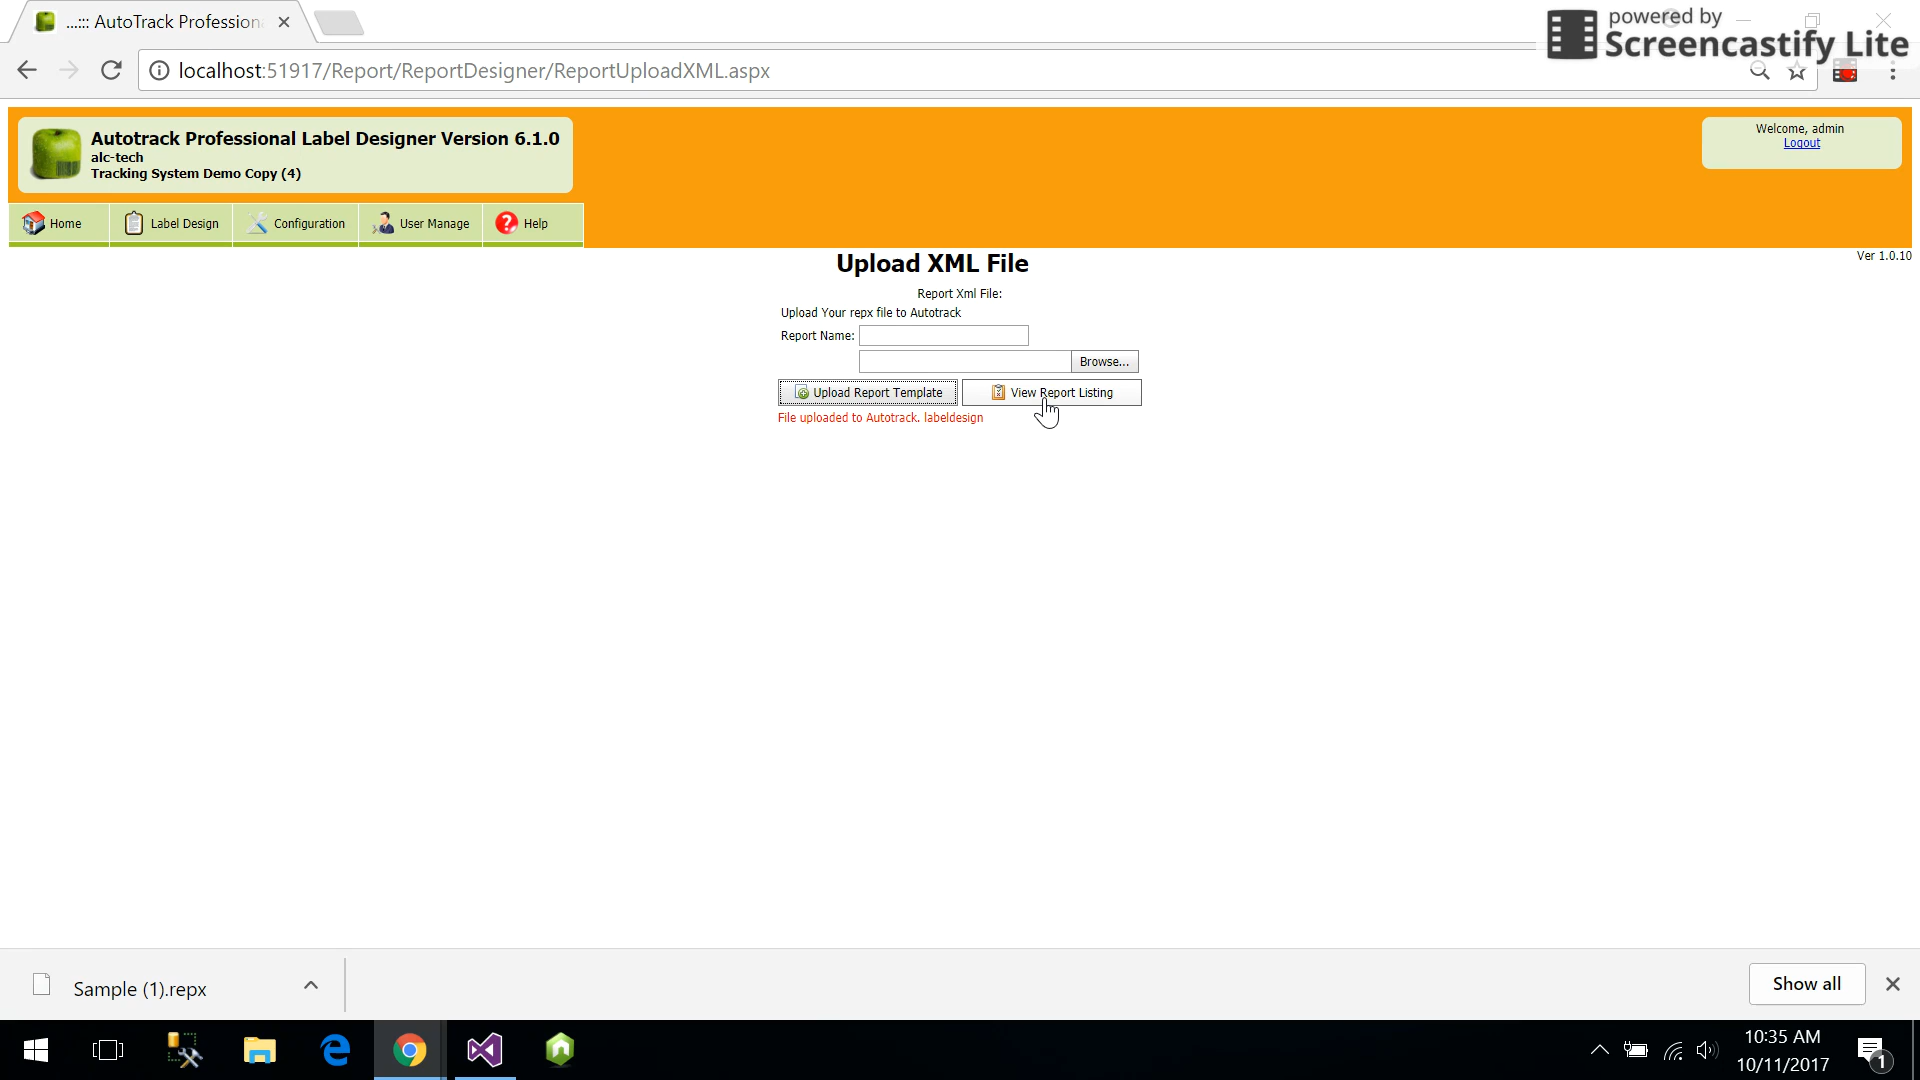 ...::: AutoTrack Profession
powered by
Screencastify Lite
localhost:51917/Report/ReportDesigner/ReportUploadXML.aspx
Autotrack Professional Label Designer Version 6.1.0
alc-tech
Tracking System Demo Copy (4)
Welcome, admin
Logout
Home
Label Design
Configuration
User Manage
Help
Ver 1.0.10
Upload XML File
Report Xml File:
Upload Your repx file to Autotrack
Report Name:
Browse...
Upload Report Template
View Report Listing
File uploaded to Autotrack. labeldesign
Sample (1).repx
Show all
10:35 AM
10/11/2017
1